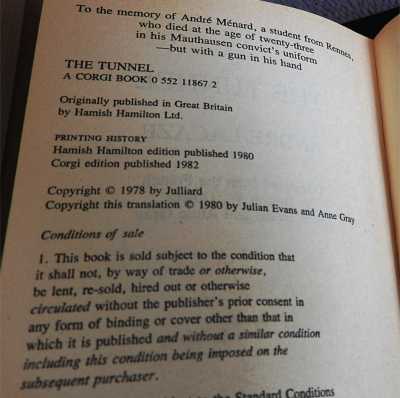 To the memory of André Ménard, a student from Rennes,
who died at the age of twenty-three
in his Mauthausen convict's uniform
—but with a gun in his hand
THE TUNNEL
A CORGI BOOK 0 552 11867 2
Originally published in Great Britain
by Hamish Hamilton Ltd.
PRINTING HISTORY
Hamish Hamilton edition published 1980
Corgi edition published 1982
Copyright © 1978 by Julliard
Copyright this translation © 1980 by Julian Evans and Anne Gray
Conditions of sale
1. This book is sold subject to the condition that
it shall not, by way of trade or otherwise,
be lent, re-sold, hired out or otherwise
circulated without the publisher's prior consent in
any form of binding or cover other than that in
which it is published and without a similar condition
including this condition being imposed on the
subsequent purchaser.
to the Standard Conditions